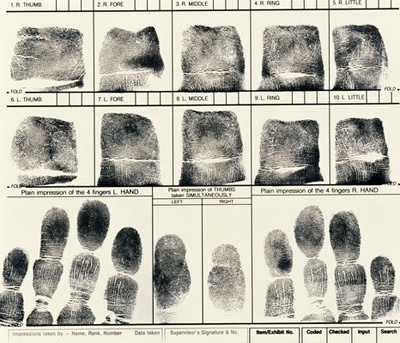 1. R. THUMB 2. R. FORE 3. R. MIDDLE 4. R. RING 5. R. LITTLE
FOLD FOLD
6. L. THUMB 7. L. FORE 8. L. MIDDLE 9. L. RING 10. L. LITTLE
FOLD FOLD
Plain impression of the 4 fingers L. HAND
Plain impression of THUMBS
taken SIMULTANEOUSLY
LEFT RIGHT
Plain impression of the 4 fingers R. HAND
FOLD
Impressions taken by – Name, Rank, Number Date taken Supervisor's Signature & No. Item/Exhibit No. Coded Checked Input Search